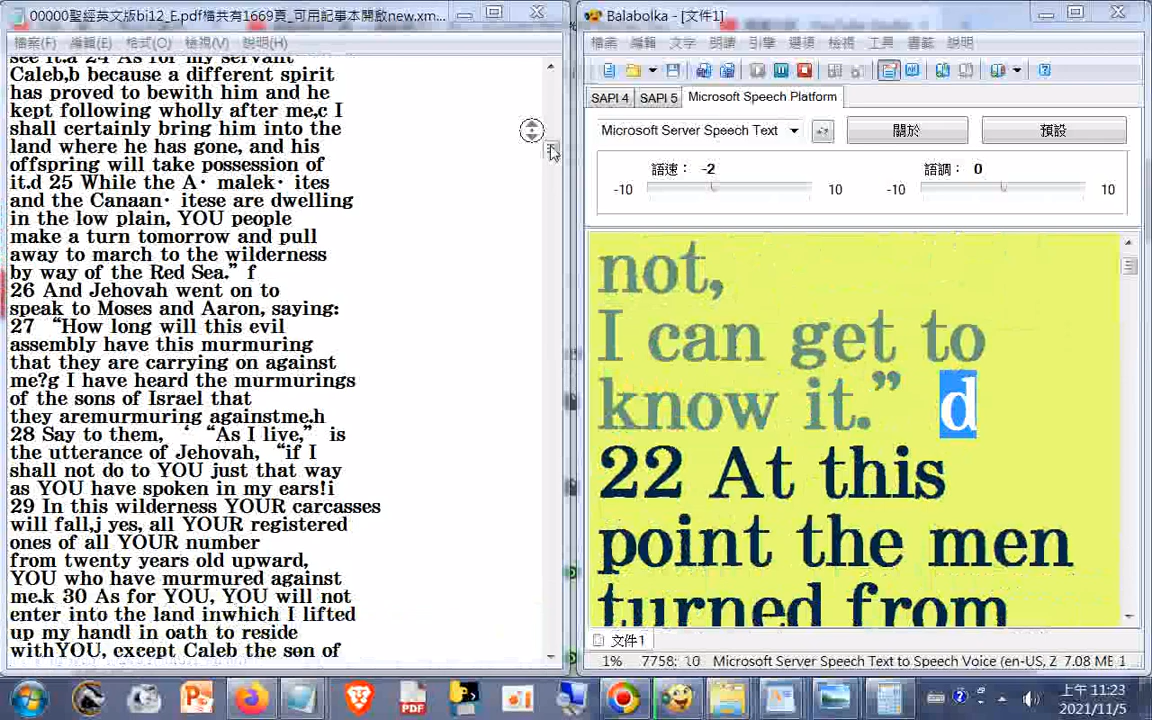 00000聖經英文版bi12_E.pdf檔共有1669頁_可用記事本開啟new.xm...
檔案(F) 編輯(E) 格式(O) 檢視(V) 說明(H)
see it.a 24 As for my servant
Caleb,b because a different spirit
has proved to bewith him and he
kept following wholly after me,c I
shall certainly bring him into the
land where he has gone, and his
offspring will take possession of
it.d 25 While the A· malek· ites
and the Canaan· itese are dwelling
in the low plain, YOU people
make a turn tomorrow and pull
away to march to the wilderness
by way of the Red Sea.” f
26 And Jehovah went on to
speak to Moses and Aaron, saying:
27 “How long will this evil
assembly have this murmuring
that they are carrying on against
me?g I have heard the murmurings
of the sons of Israel that
they aremurmuring againstme.h
28 Say to them, ‘ “As I live,” is
the utterance of Jehovah, “if I
shall not do to YOU just that way
as YOU have spoken in my ears!i
29 In this wilderness YOUR carcasses
will fall,j yes, all YOUR registered
ones of all YOUR number
from twenty years old upward,
YOU who have murmured against
me.k 30 As for YOU, YOU will not
enter into the land inwhich I lifted
up my handl in oath to reside
withYOU, except Caleb the son of
Balabolka - [文件1]
檔案 編輯 文字 朗讀 引擎 選項 檢視 工具 書籤 說明
SAPI 4 SAPI 5 Microsoft Speech Platform
Microsoft Server Speech Text 關於 預設
語速： -2 語調： 0
-10 10 -10 10
not,
I can get to
know it.” d
22 At this
point the men
turned from
文件1
1% 7758: 10 Microsoft Server Speech Text to Speech Voice (en-US, Z 7.08 ME 1
PDF
上午 11:23
2021/11/5